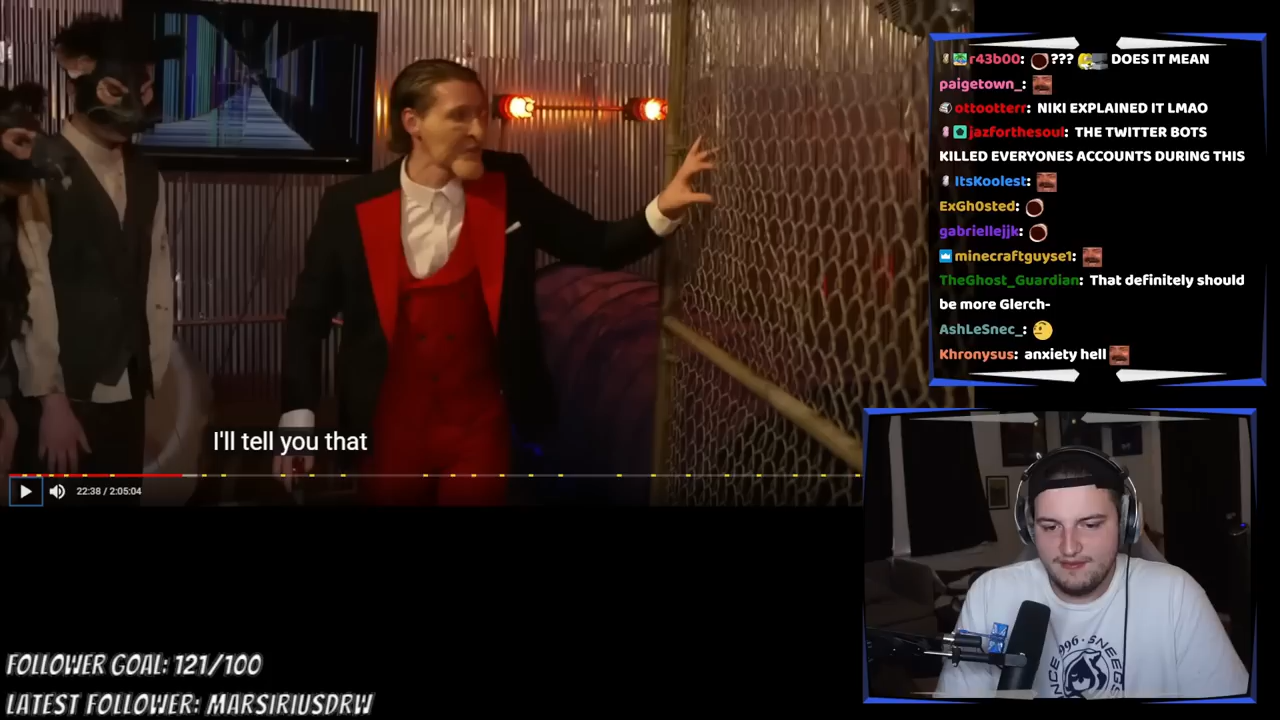 r43b00: ??? DOES IT MEAN
paigetown_:
ottootterr: NIKI EXPLAINED IT LMAO
jazforthesoul: THE TWITTER BOTS
KILLED EVERYONES ACCOUNTS DURING THIS
ItsKoolest:
ExGh0sted:
gabriellejjk:
minecraftguyse1:
TheGhost_Guardian: That definitely should
be more Glerch-
AshLeSnec_:
Khronysus: anxiety hell
I'll tell you that
22:38 / 2:05:04
996 · SNEEGS
FOLLOWER GOAL: 121/100
LATEST FOLLOWER: MARSIRIUSDRW